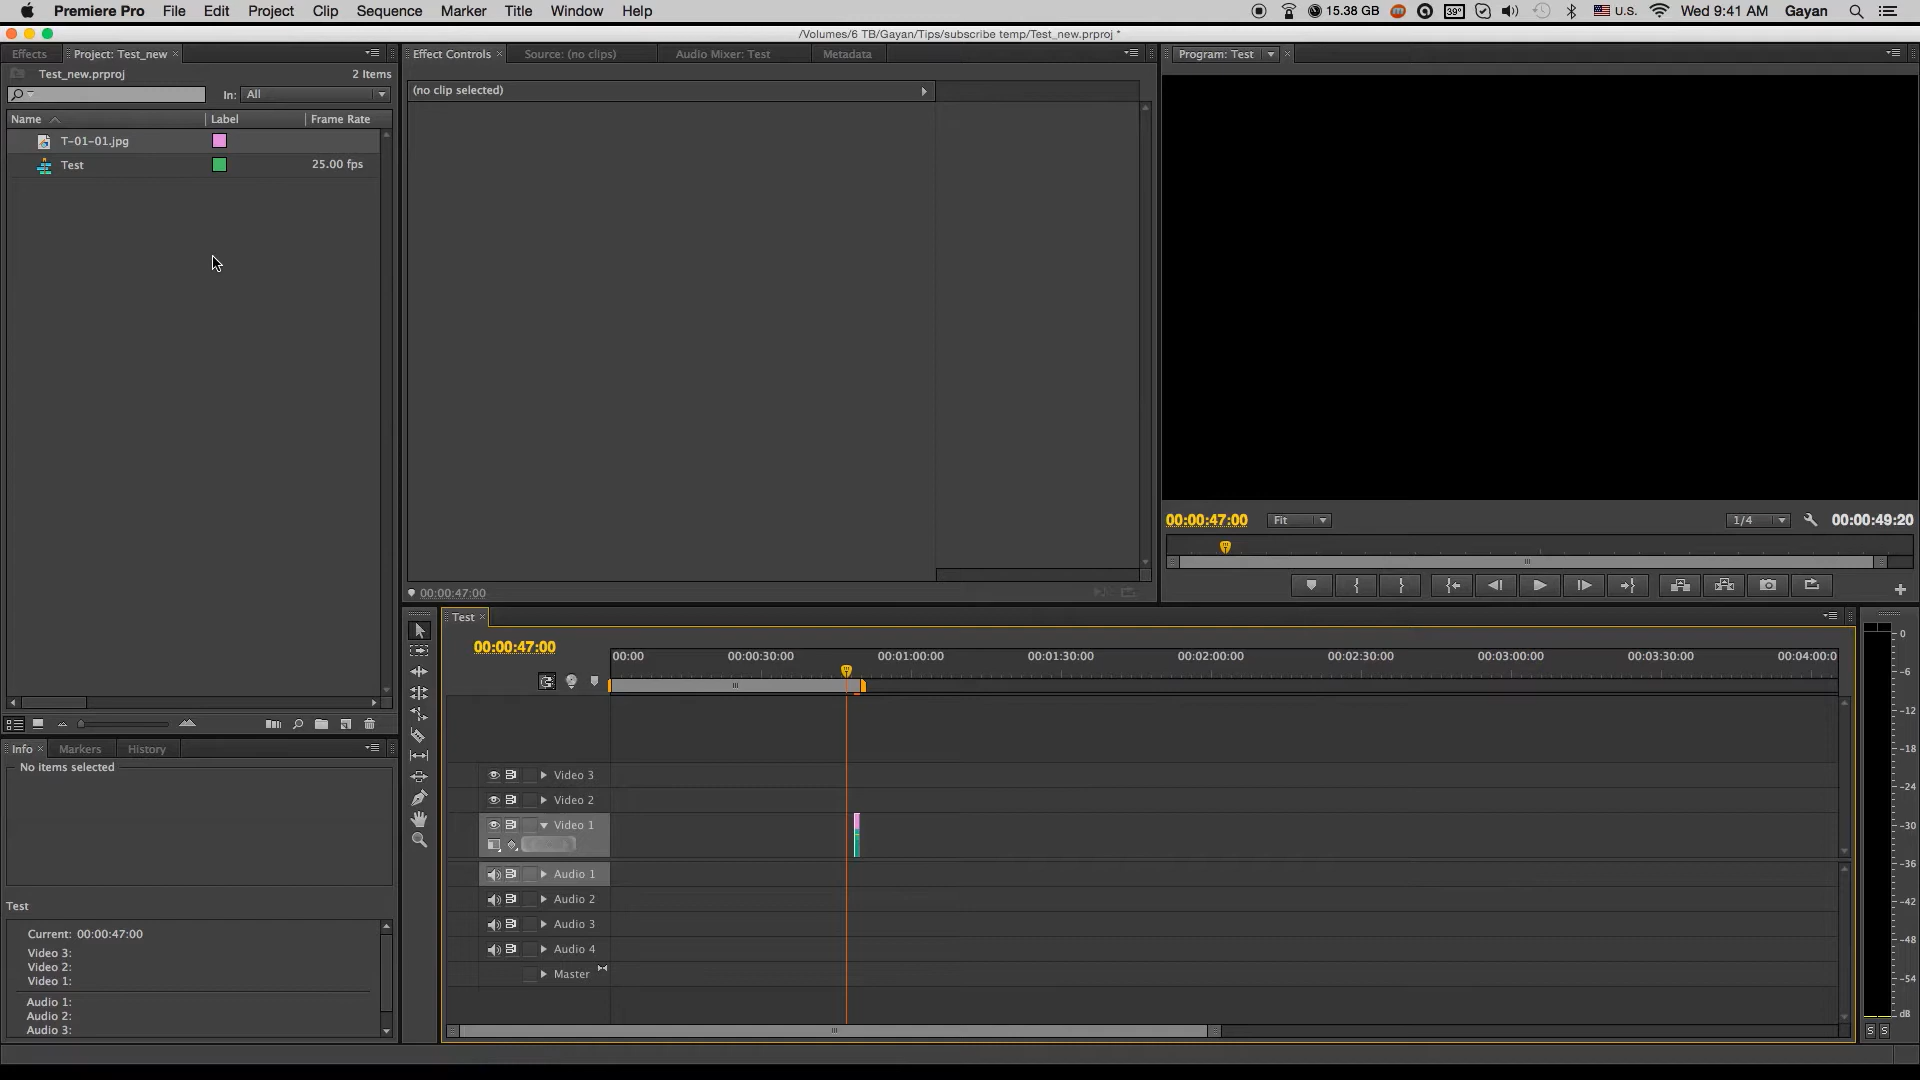 Premiere Pro File Edit Project Clip Sequence Marker Title Window Help 15.38 GB 39° U.S. Wed 9:41 AM Gayan
/Volumes/6 TB/Gayan/Tips/subscribe temp/Test_new.prproj *
Effects Project: Test_new Effect Controls Source: (no clips) Audio Mixer: Test Metadata Program: Test
Test_new.prproj 2 Items
In: All
(no clip selected)
Name Label Frame Rate
T-01-01.jpg
Test 25.00 fps
00:00:47:00 Fit 1/4 00:00:49:20
00:00:47:00
Test
00:00:47:00
00:00 00:00:30:00 00:01:00:00 00:01:30:00 00:02:00:00 00:02:30:00 00:03:00:00 00:03:30:00 00:04:00:0
Info Markers History
No items selected
Video 3
Video 2
Video 1
Audio 1
Audio 2
Audio 3
Audio 4
Master
Test
Current: 00:00:47:00
Video 3:
Video 2:
Video 1:
Audio 1:
Audio 2:
Audio 3:
0
-6
-12
-18
-24
-30
-36
-42
-48
-54
dB
S S